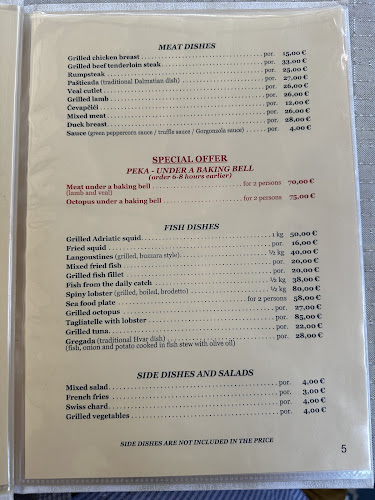 MEAT DISHES
Grilled chicken breast por. 15,00 €
Grilled beef tenderloin steak por. 33,00 €
Rumpsteak por. 25,00 €
Pašticada (traditional Dalmatian dish) por. 27,00 €
Veal cutlet por. 26,00 €
Grilled lamb por. 26,00 €
Ćevapčići por. 12,00 €
Mixed meat por. 26,00 €
Duck breast por. 28,00 €
Sauce (green peppercorn sauce / truffle sauce / Gorgonzola sauce) por. 4,00 €
SPECIAL OFFER
PEKA - UNDER A BAKING BELL
(order 6-8 hours earlier)
Meat under a baking bell for 2 persons 70,00 €
(lamb and veal)
Octopus under a baking bell for 2 persons 75,00 €
FISH DISHES
Grilled Adriatic squid 1 kg 50,00 €
Fried squid por. 16,00 €
Langoustines (grilled, buzura style) ½ kg 40,00 €
Mixed fried fish por. 20,00 €
Grilled fish fillet por. 20,00 €
Fish from the daily catch ½ kg 38,00 €
Spiny lobster (grilled, boiled, brodetto) ½ kg 80,00 €
Sea food plate for 2 persons 58,00 €
Grilled octopus por. 27,00 €
Tagliatelle with lobster por. 85,00 €
Grilled tuna por. 22,00 €
Gregada (traditional Hvar dish) por. 28,00 €
(fish, onion and potato cooked in fish stew with olive oil)
SIDE DISHES AND SALADS
Mixed salad por. 4,00 €
French fries por. 3,00 €
Swiss chard por. 4,00 €
Grilled vegetables por. 4,00 €
SIDE DISHES ARE NOT INCLUDED IN THE PRICE
5